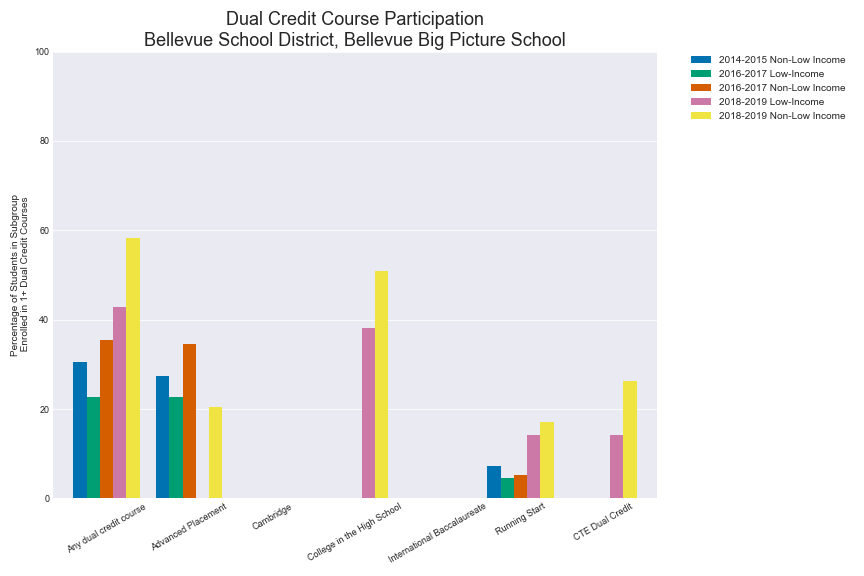 Dual Credit Course Participation
Bellevue School District, Bellevue Big Picture School
2014-2015 Non-Low Income
2016-2017 Low-Income
2016-2017 Non-Low Income
2018-2019 Low-Income
2018-2019 Non-Low Income
Percentage of Students in Subgroup
Enrolled in 1+ Dual Credit Courses
100
80
60
40
20
0
Any dual credit course
Advanced Placement
Cambridge
College in the High School
International Baccalaureate
Running Start
CTE Dual Credit